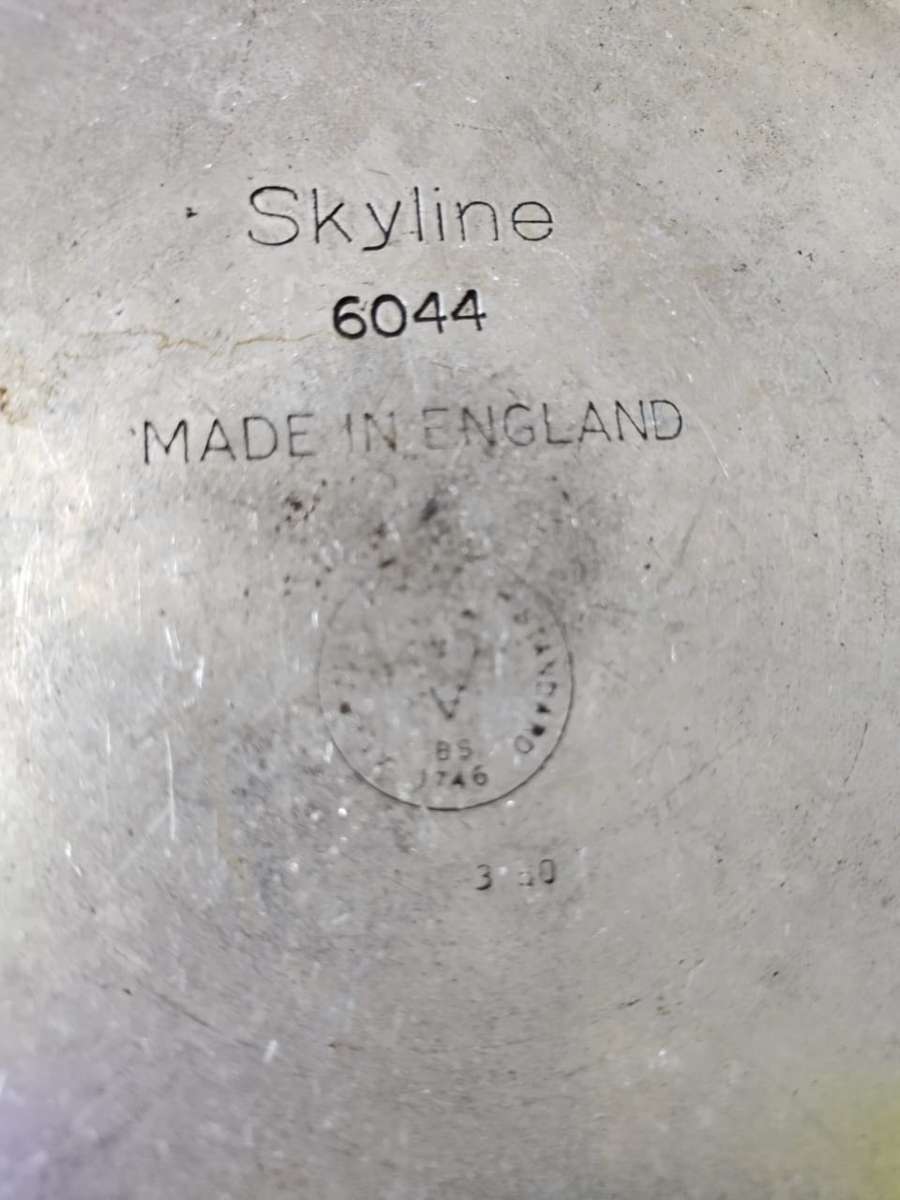 Skyline
6044
MADE IN ENGLAND
STANDARD
BS
1746